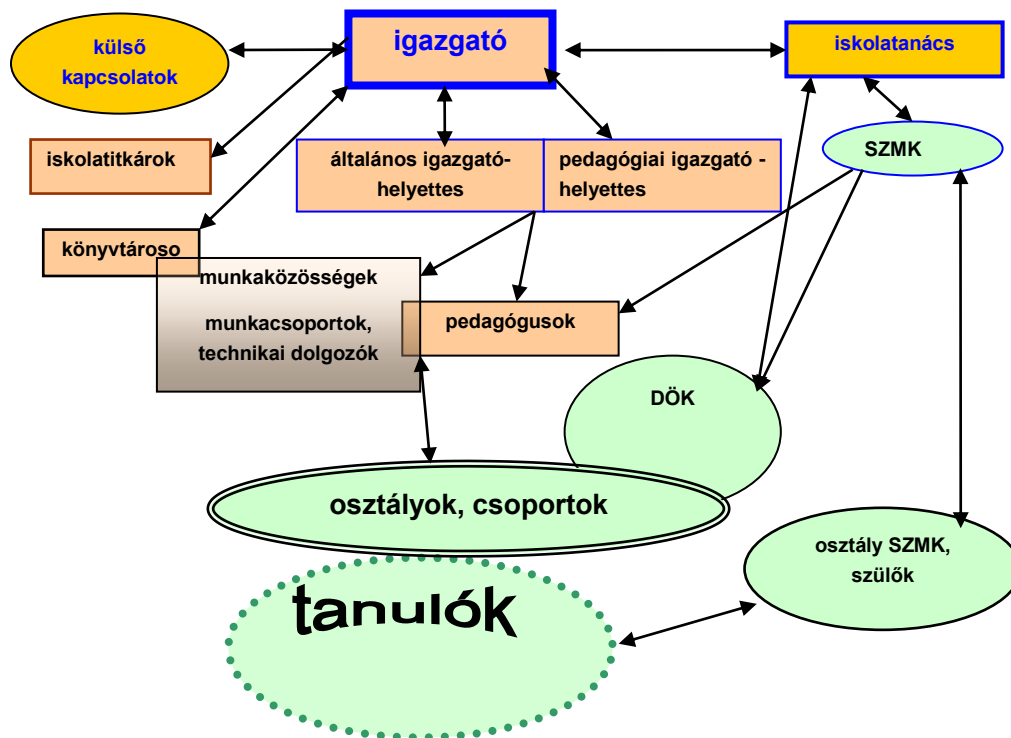 igazgató
külső
kapcsolatok
iskolatanács
iskolatitkárok
általános igazgató-
helyettes
pedagógiai igazgató -
helyettes
SZMK
könyvtároso
munkaközösségek
munkacsoportok,
technikai dolgozók
pedagógusok
DÖK
osztályok, csoportok
osztály SZMK,
szülők
tanulók